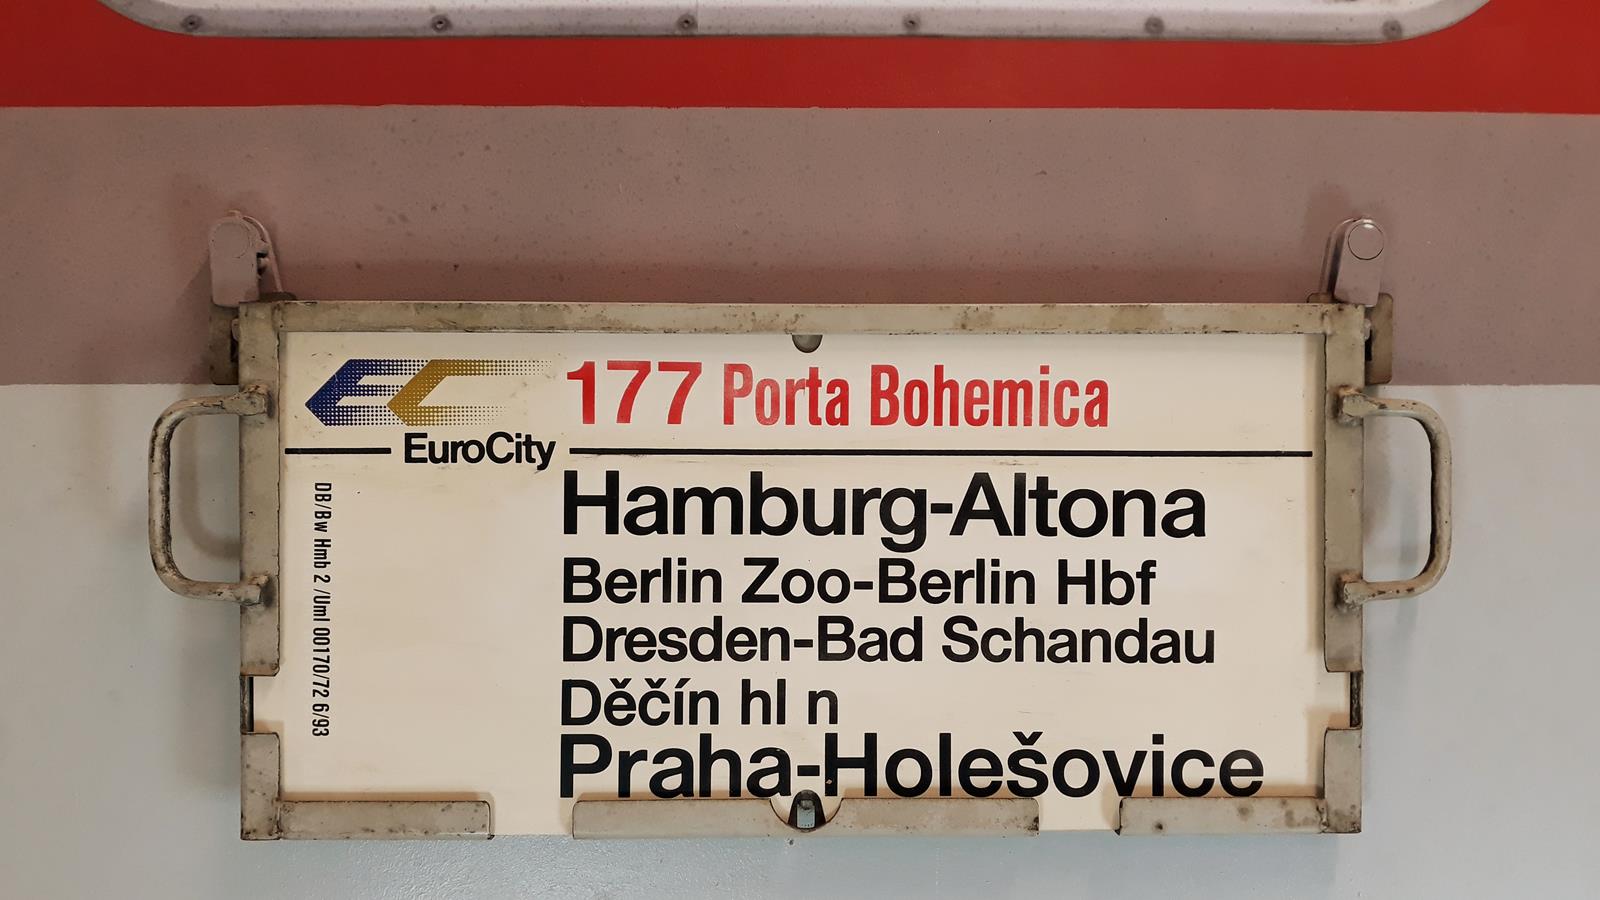 EC 177 Porta Bohemica
EuroCity
Hamburg-Altona
Berlin Zoo-Berlin Hbf
Dresden-Bad Schandau
Děčín hl n
Praha-Holešovice
DB/Bw Hmb 2 /Uml 00170/72 6/93